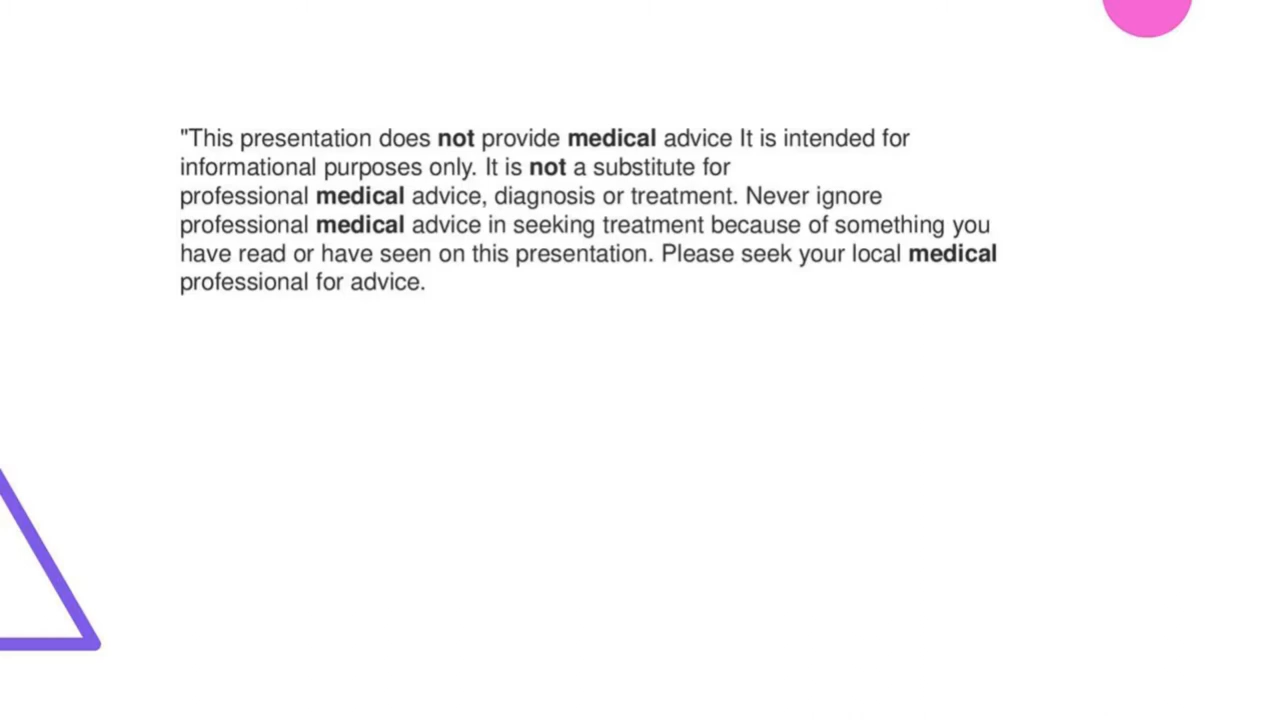 "This presentation does not provide medical advice It is intended for
informational purposes only. It is not a substitute for
professional medical advice, diagnosis or treatment. Never ignore
professional medical advice in seeking treatment because of something you
have read or have seen on this presentation. Please seek your local medical
professional for advice.